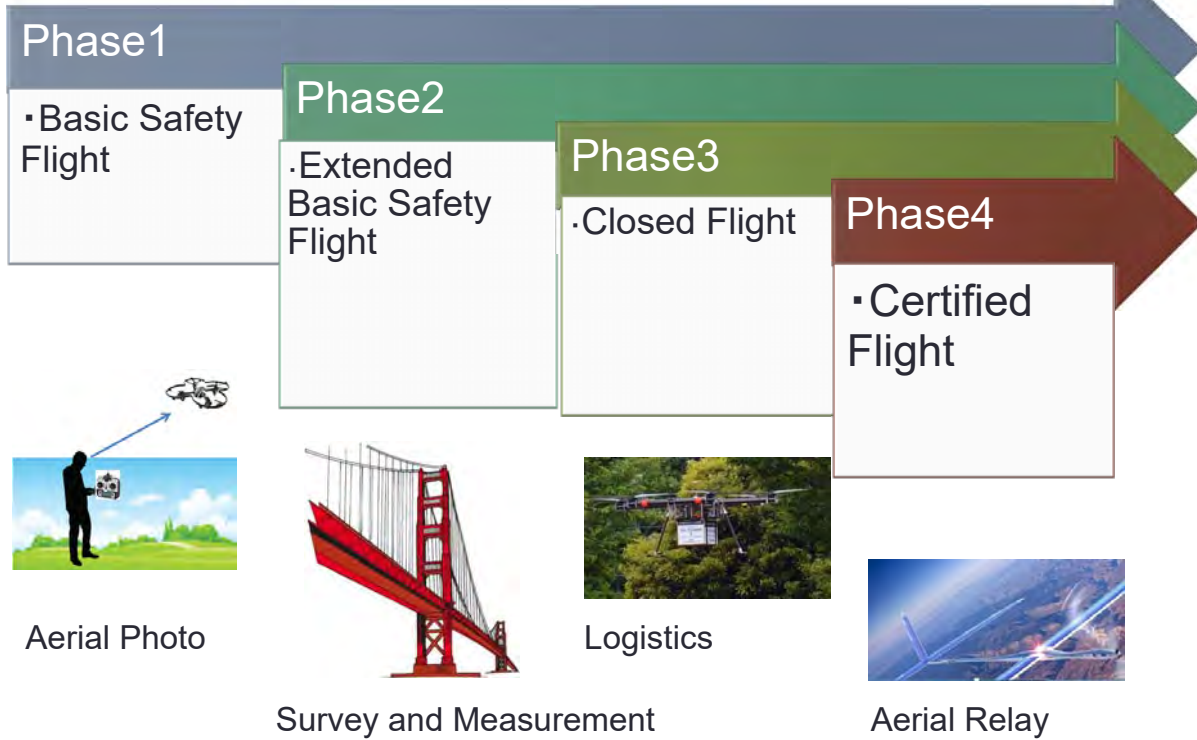 Phase1
▪Basic Safety
Flight
Phase2
·Extended
Basic Safety
Flight
Phase3
·Closed Flight
Phase4
▪Certified
Flight
Aerial Photo
Survey and Measurement
Logistics
Aerial Relay